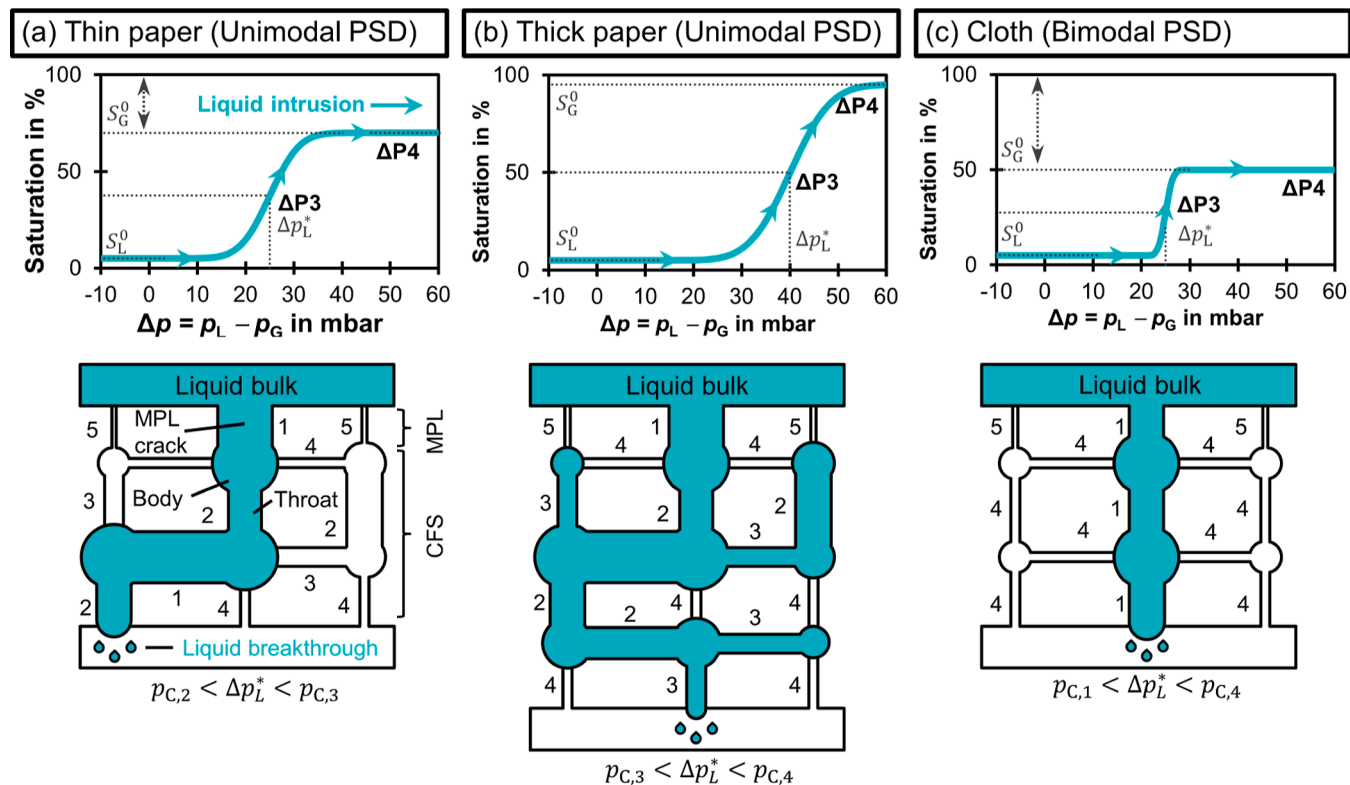 (a) Thin paper (Unimodal PSD)
100
50
0
Saturation in %
S_G^0
S_L^0
Liquid intrusion
ΔP4
ΔP3
Δp_L^*
-10 0 10 20 30 40 50 60
Δp = p_L − p_G in mbar
Liquid bulk
5 MPL crack 1 4 5 MPL
Body Throat
3 2 2 CFS
3
2 1 4 4
Liquid breakthrough
p_C,2 < Δp_L^* < p_C,3
(b) Thick paper (Unimodal PSD)
100
50
0
Saturation in %
S_G^0
S_L^0
ΔP4
ΔP3
Δp_L^*
-10 0 10 20 30 40 50 60
Δp = p_L − p_G in mbar
Liquid bulk
5 4 1 4 5
3 2 2
3
2 2 4 3 4
4 3 4
p_C,3 < Δp_L^* < p_C,4
(c) Cloth (Bimodal PSD)
100
50
0
Saturation in %
S_G^0
S_L^0
ΔP4
ΔP3
Δp_L^*
-10 0 10 20 30 40 50 60
Δp = p_L − p_G in mbar
Liquid bulk
5 4 1 4 5
4 4 1 4 4
4 1 4
p_C,1 < Δp_L^* < p_C,4